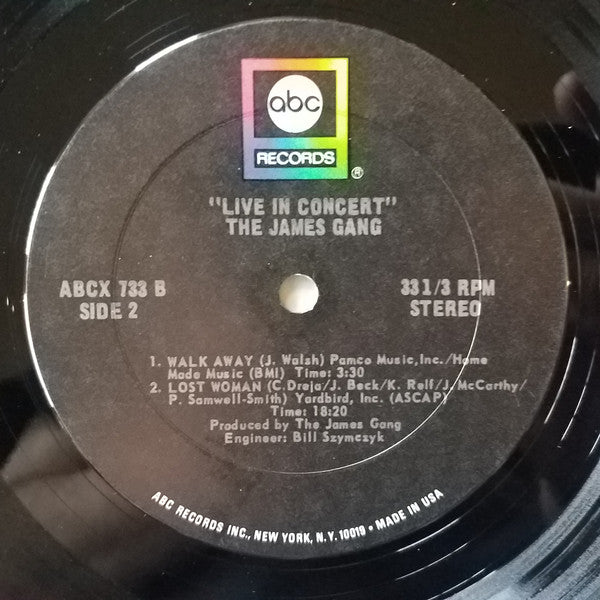 abc
RECORDS
®
"LIVE IN CONCERT"
THE JAMES GANG
ABCX 733 B
SIDE 2
33 1/3 RPM
STEREO
1. WALK AWAY (J. Walsh) Pamco Music, Inc./Home
Made Music (BMI) Time: 3:30
2. LOST WOMAN (C.Dreja/J. Beck/K. Relf/J. McCarthy/
P. Samwell-Smith) Yardbird, Inc. (ASCAP)
Time: 18:20
Produced by The James Gang
Engineer: Bill Szymczyk
ABC RECORDS INC., NEW YORK, N.Y. 10019 • MADE IN USA